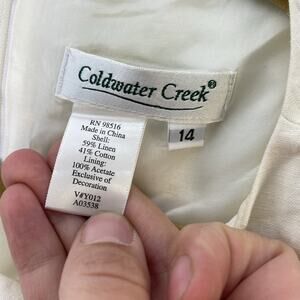 Coldwater Creek®
14
RN 98516
Made in China
Shell:
59% Linen
41% Cotton
Lining:
100% Acetate
Exclusive of
Decoration
V#Y012
A03538